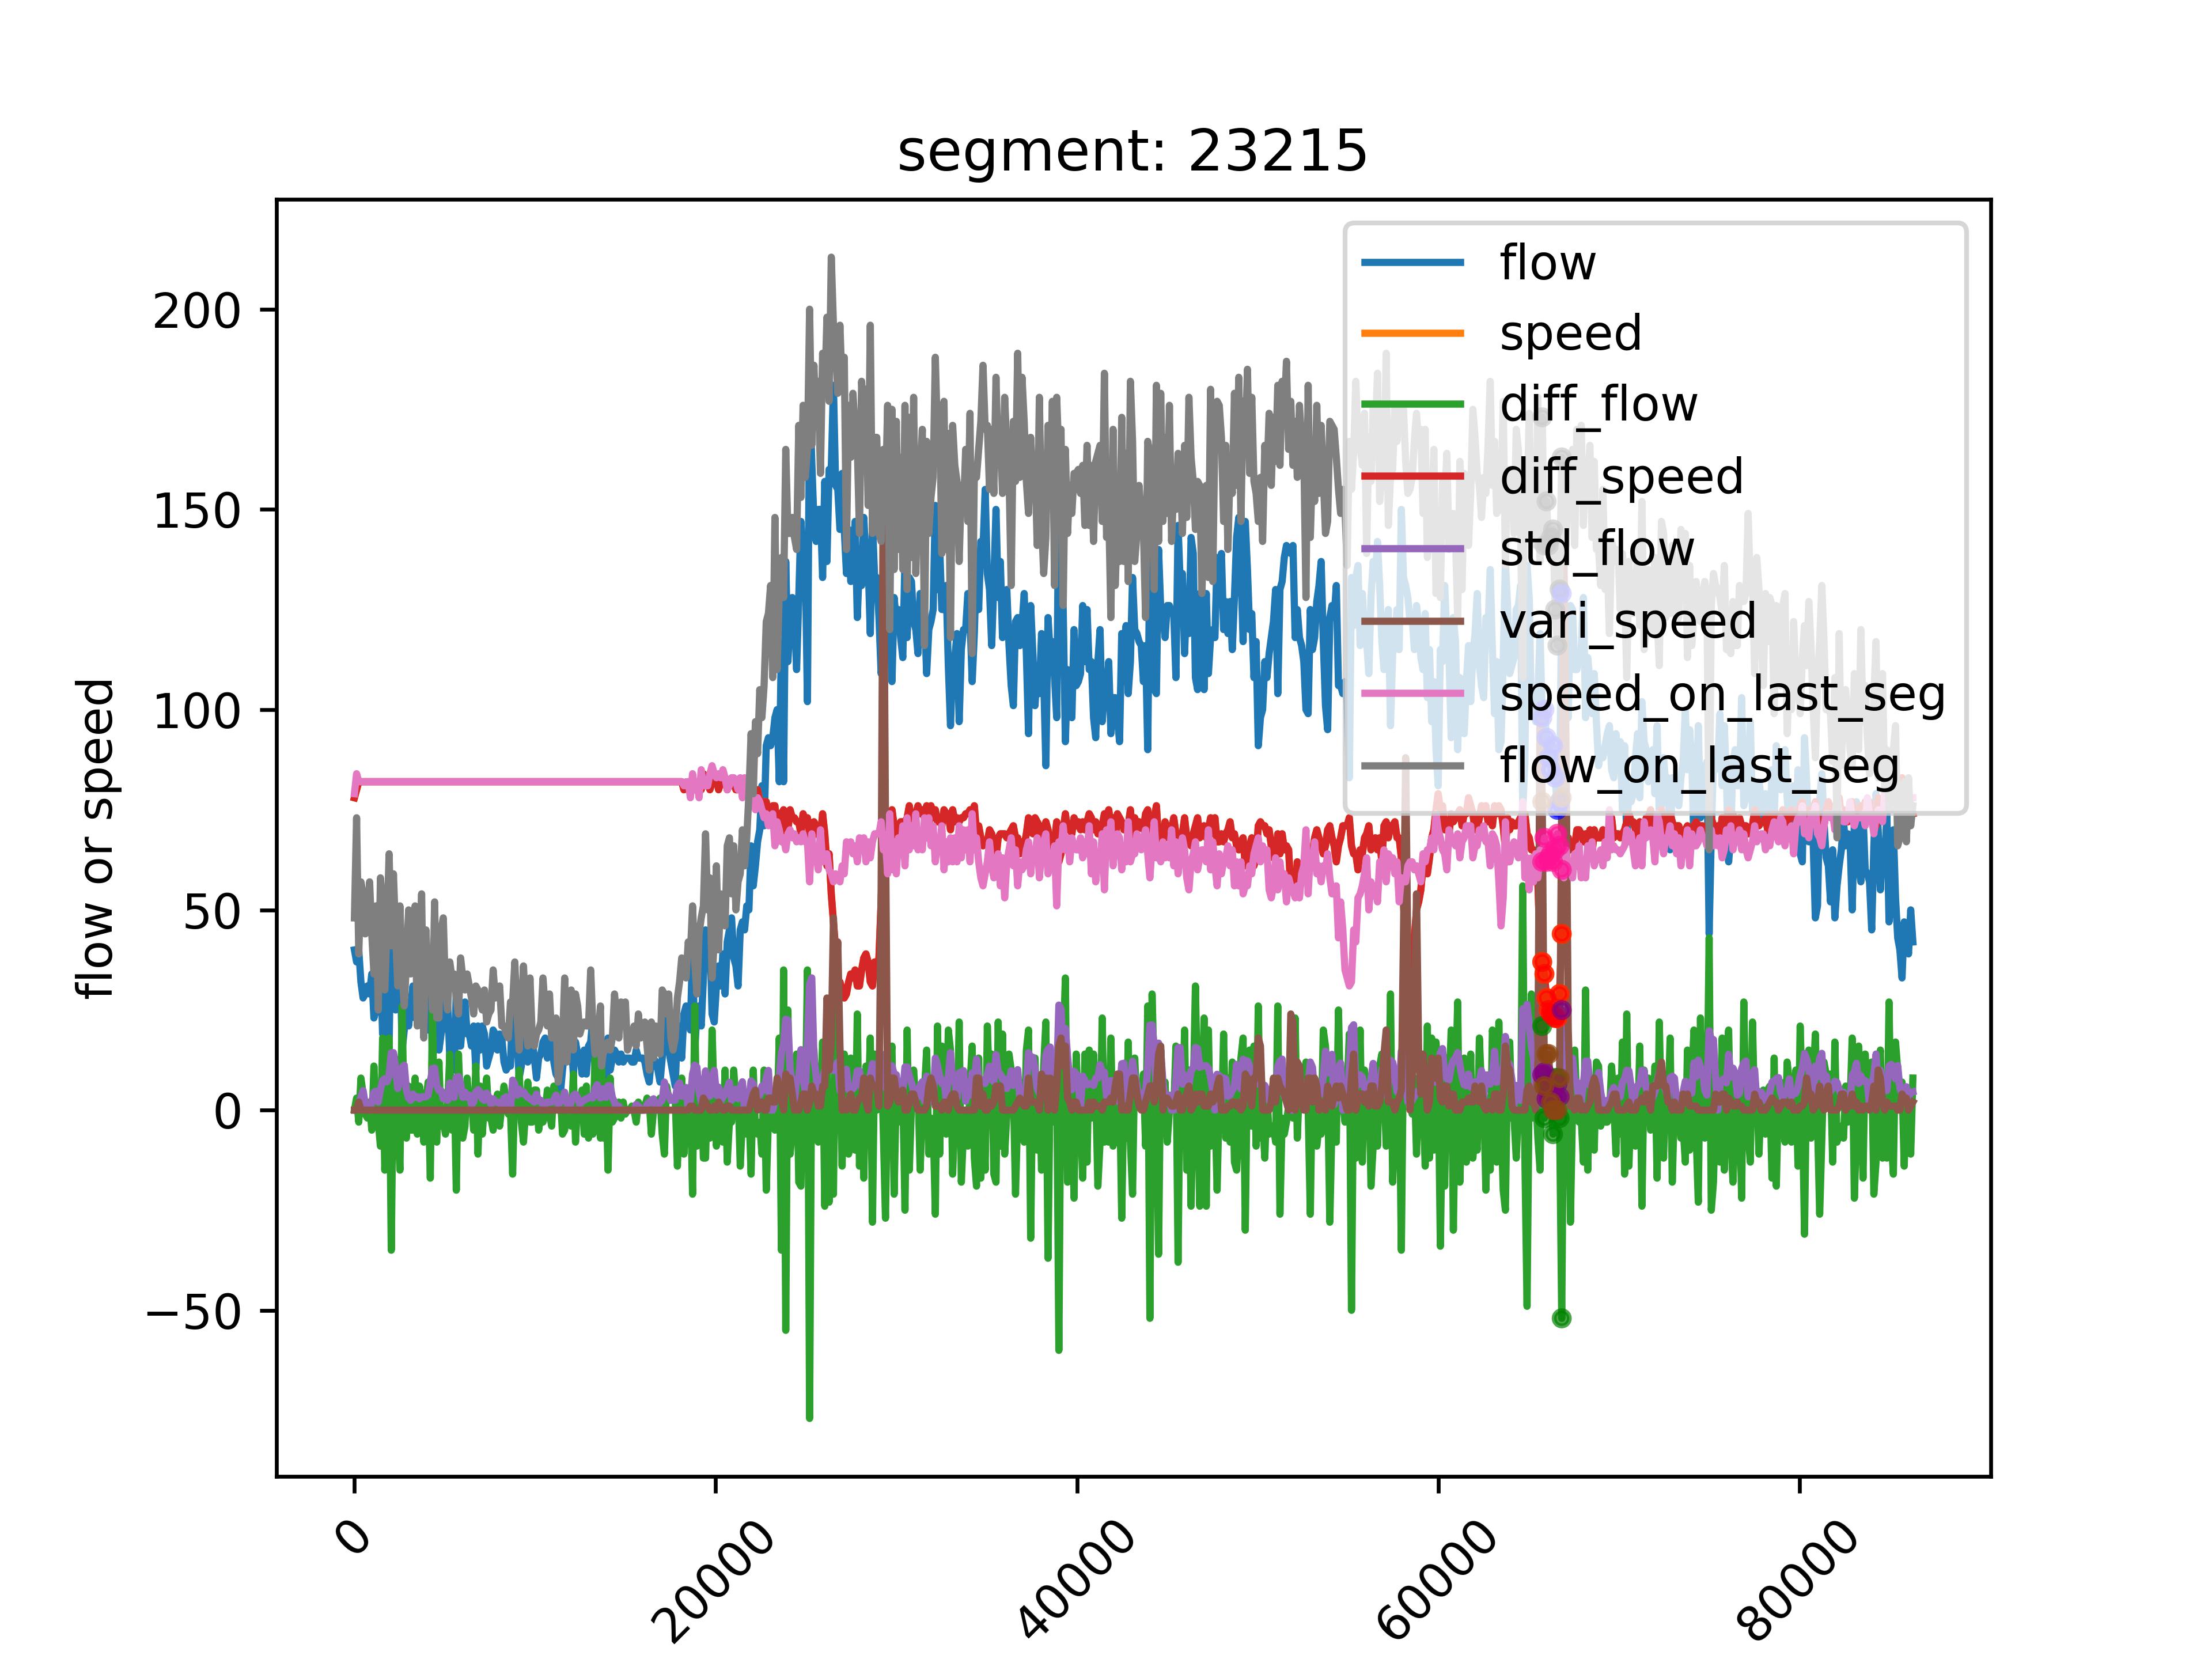 segment: 23215
flow or speed
200
150
100
50
0
−50
0
20000
40000
60000
80000
flow
speed
diff_flow
diff_speed
std_flow
vari_speed
speed_on_last_seg
flow_on_last_seg